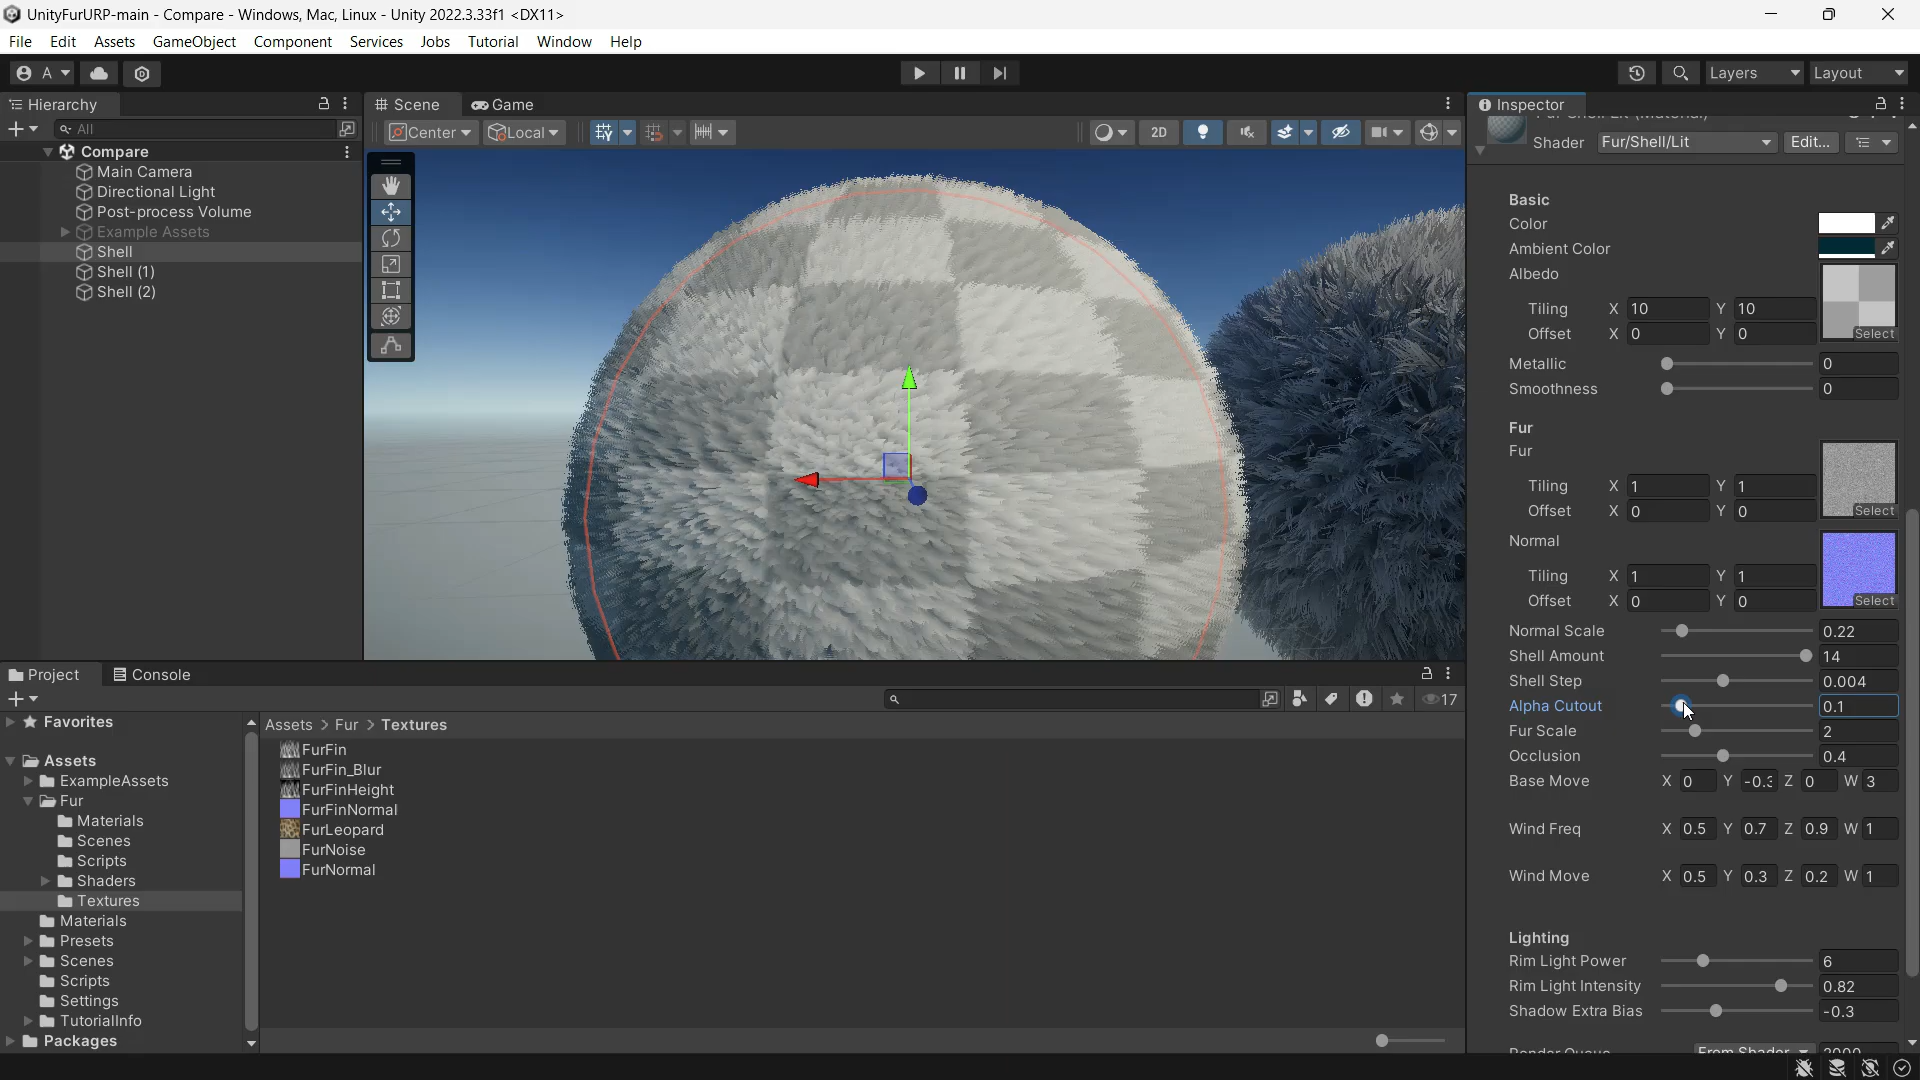 UnityFurURP-main - Compare - Windows, Mac, Linux - Unity 2022.3.33f1 <DX11>
File Edit Assets GameObject Component Services Jobs Tutorial Window Help
A Layers Layout
Hierarchy
All
Compare
Main Camera
Directional Light
Post-process Volume
Example Assets
Shell
Shell (1)
Shell (2)
Scene Game
Center Local 2D
Inspector
Shader Fur/Shell/Lit Edit...
Basic
Color
Ambient Color
Albedo
Tiling X 10 Y 10
Offset X 0 Y 0 Select
Metallic 0
Smoothness 0
Fur
Fur
Tiling X 1 Y 1
Offset X 0 Y 0 Select
Normal
Tiling X 1 Y 1
Offset X 0 Y 0 Select
Normal Scale 0.22
Shell Amount 14
Shell Step 0.004
Alpha Cutout 0.1
Fur Scale 2
Occlusion 0.4
Base Move X 0 Y -0.3 Z 0 W 3
Wind Freq X 0.5 Y 0.7 Z 0.9 W 1
Wind Move X 0.5 Y 0.3 Z 0.2 W 1
Lighting
Rim Light Power 6
Rim Light Intensity 0.82
Shadow Extra Bias -0.3
Project Console
17
Favorites
Assets
ExampleAssets
Fur
Materials
Scenes
Scripts
Shaders
Textures
Materials
Presets
Scenes
Scripts
Settings
TutorialInfo
Packages
Assets > Fur > Textures
FurFin
FurFin_Blur
FurFinHeight
FurFinNormal
FurLeopard
FurNoise
FurNormal